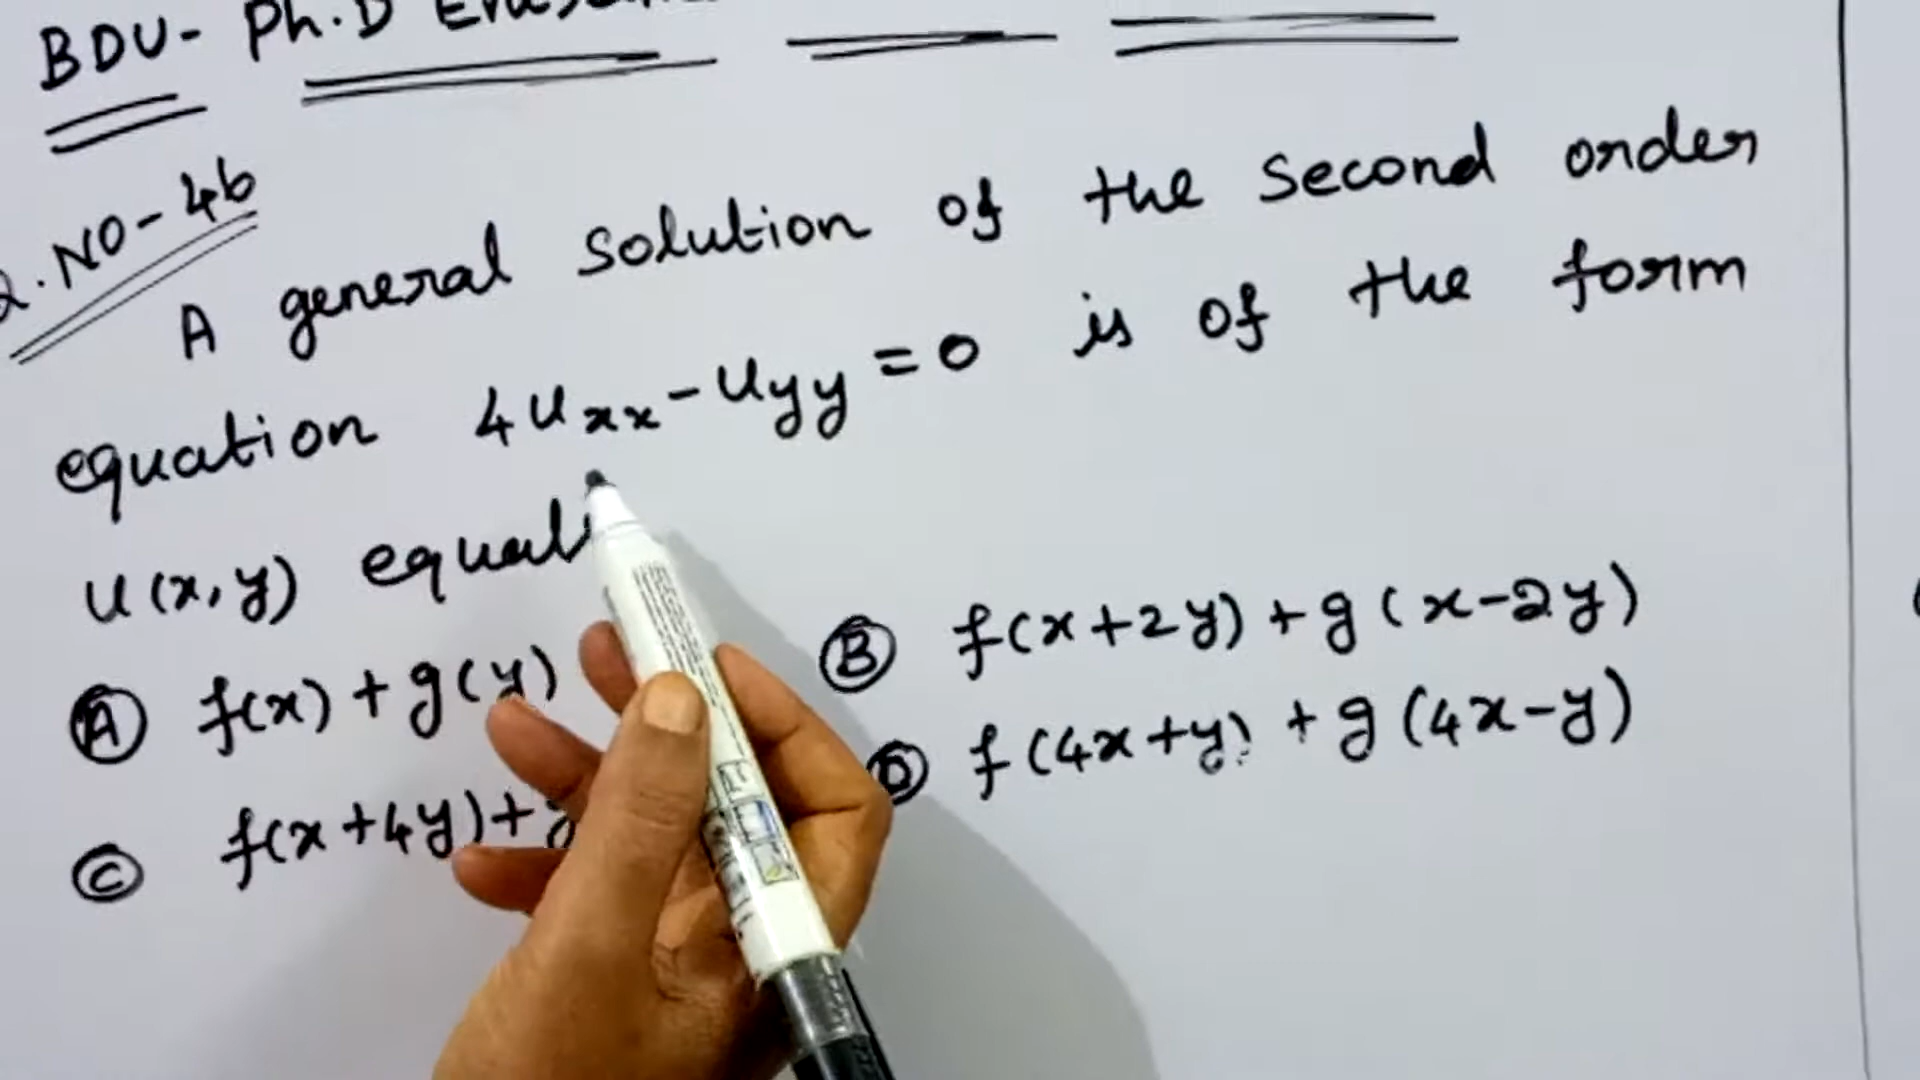 BDU- Ph.D
Q.NO-46
A general solution of the second order
equation 4uxx-uyy=0 is of the form
u(x,y) equal
Ⓐ f(x)+g(y) Ⓑ f(x+2y)+g(x-2y)
Ⓒ f(x+4y)+ Ⓓ f(4x+y)+g(4x-y)